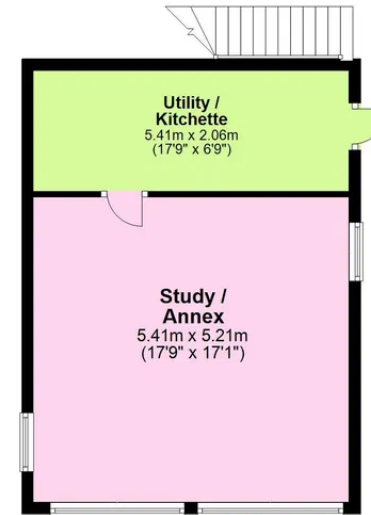 Utility /
Kitchette
5.41m x 2.06m
(17'9" x 6'9")
Study /
Annex
5.41m x 5.21m
(17'9" x 17'1")